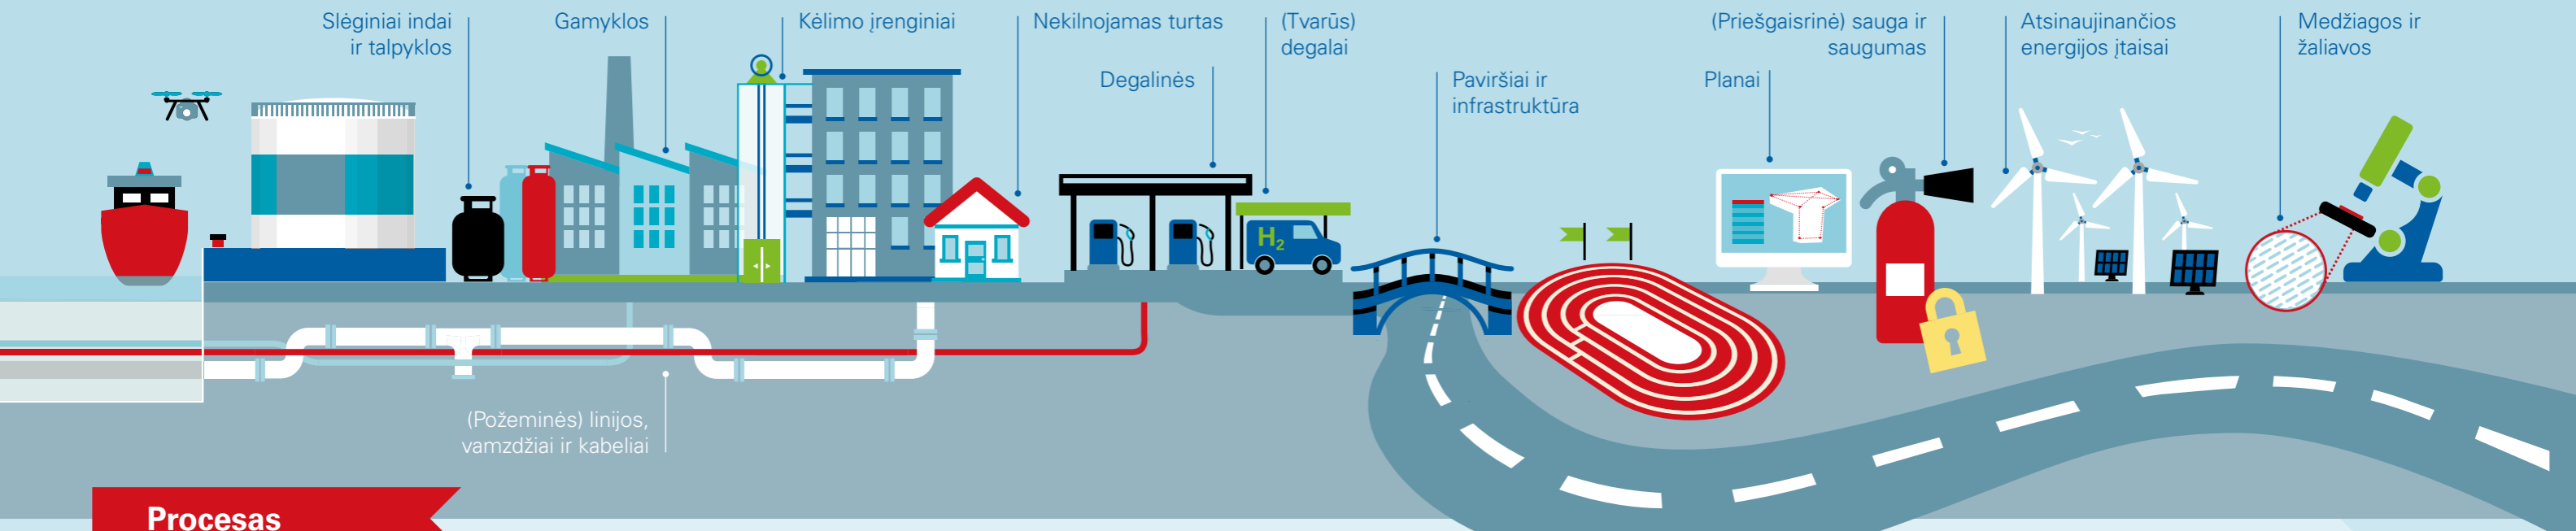 Slėginiai indai
ir talpyklos
Gamyklos
Kėlimo įrenginiai
Nekilnojamas turtas
Degalinės
(Tvarūs)
degalai
H2
Paviršiai ir
infrastruktūra
Planai
(Priešgaisrinė) sauga ir
saugumas
Atsinaujinančios
energijos įtaisai
Medžiagos ir
žaliavos
(Požeminės) linijos,
vamzdžiai ir kabeliai
Procesas